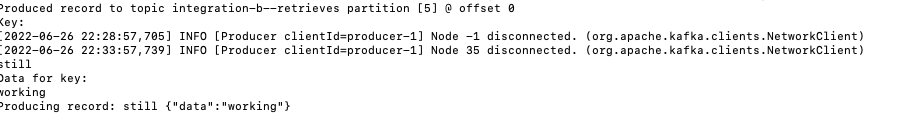 Produced record to topic integration-b--retrieves partition [5] @ offset 0
Key:
[2022-06-26 22:28:57,705] INFO [Producer clientId=producer-1] Node -1 disconnected. (org.apache.kafka.clients.NetworkClient)
[2022-06-26 22:33:57,739] INFO [Producer clientId=producer-1] Node 35 disconnected. (org.apache.kafka.clients.NetworkClient)
still
Data for key:
working
Producing record: still {"data":"working"}